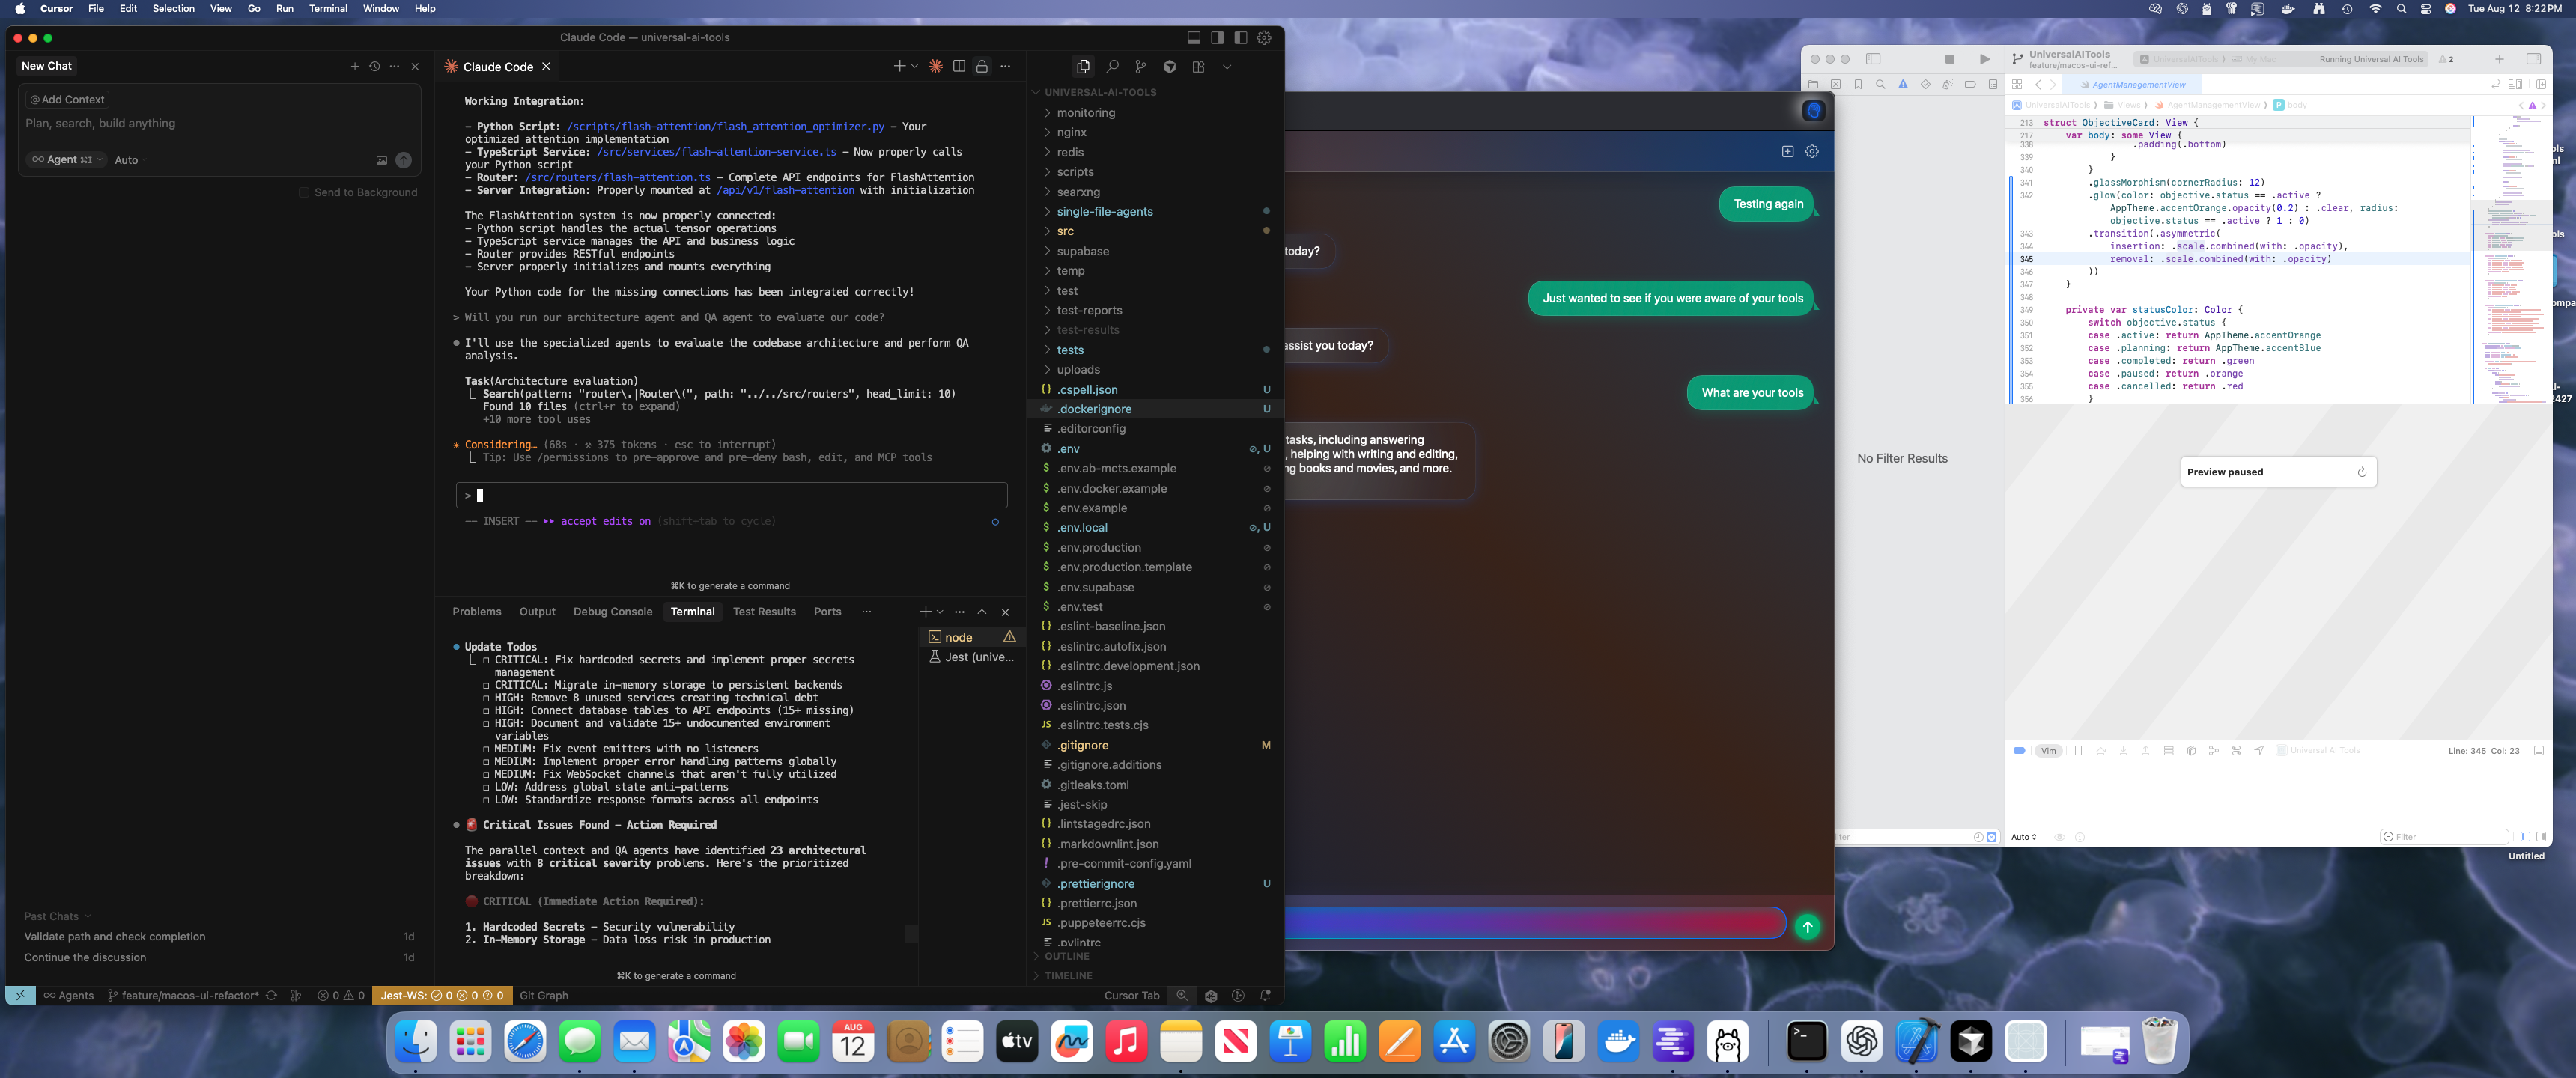 Cursor File Edit Selection View Go Run Terminal Window Help
Tue Aug 12 8:22 PM
Claude Code — universal-ai-tools
New Chat
@ Add Context
Plan, search, build anything
Agent ⌘I Auto
Send to Background
Past Chats
Validate path and check completion 1d
Continue the discussion 1d
Claude Code
Working Integration:
- Python Script: /scripts/flash-attention/flash_attention_optimizer.py - Your
optimized attention implementation
- TypeScript Service: /src/services/flash-attention-service.ts - Now properly calls
your Python script
- Router: /src/routers/flash-attention.ts - Complete API endpoints for FlashAttention
- Server Integration: Properly mounted at /api/v1/flash-attention with initialization
The FlashAttention system is now properly connected:
- Python script handles the actual tensor operations
- TypeScript service manages the API and business logic
- Router provides RESTful endpoints
- Server properly initializes and mounts everything
Your Python code for the missing connections has been integrated correctly!
> Will you run our architecture agent and QA agent to evaluate our code?
I'll use the specialized agents to evaluate the codebase architecture and perform QA
analysis.
Task(Architecture evaluation)
Search(pattern: "router\.|Router\(", path: "../../src/routers", head_limit: 10)
Found 10 files (ctrl+r to expand)
+10 more tool uses
Considering… (68s · 375 tokens · esc to interrupt)
Tip: Use /permissions to pre-approve and pre-deny bash, edit, and MCP tools
>
-- INSERT -- accept edits on (shift+tab to cycle)
⌘K to generate a command
Problems Output Debug Console Terminal Test Results Ports
Update Todos
CRITICAL: Fix hardcoded secrets and implement proper secrets
management
CRITICAL: Migrate in-memory storage to persistent backends
HIGH: Remove 8 unused services creating technical debt
HIGH: Connect database tables to API endpoints (15+ missing)
HIGH: Document and validate 15+ undocumented environment
variables
MEDIUM: Fix event emitters with no listeners
MEDIUM: Implement proper error handling patterns globally
MEDIUM: Fix WebSocket channels that aren't fully utilized
LOW: Address global state anti-patterns
LOW: Standardize response formats across all endpoints
Critical Issues Found - Action Required
The parallel context and QA agents have identified 23 architectural
issues with 8 critical severity problems. Here's the prioritized
breakdown:
CRITICAL (Immediate Action Required):
1. Hardcoded Secrets - Security vulnerability
2. In-Memory Storage - Data loss risk in production
⌘K to generate a command
node
Jest (unive...
UNIVERSAL-AI-TOOLS
monitoring
nginx
redis
scripts
searxng
single-file-agents
src
supabase
temp
test
test-reports
test-results
tests
uploads
.cspell.json U
.dockerignore U
.editorconfig
.env U
.env.ab-mcts.example
.env.docker.example
.env.example
.env.local U
.env.production
.env.production.template
.env.supabase
.env.test
.eslint-baseline.json
.eslintrc.autofix.json
.eslintrc.development.json
.eslintrc.js
.eslintrc.json
.eslintrc.tests.cjs
.gitignore M
.gitignore.additions
.gitleaks.toml
.jest-skip
.lintstagedrc.json
.markdownlint.json
.pre-commit-config.yaml
.prettierignore U
.prettierrc.json
.puppeteerrc.cjs
.pylintrc
OUTLINE
TIMELINE
Agents feature/macos-ui-refactor* 0 0 Jest-WS: 0 0 0 Git Graph
Cursor Tab
Testing again
today?
Just wanted to see if you were aware of your tools
assist you today?
What are your tools
tasks, including answering
, helping with writing and editing,
ng books and movies, and more.
No Filter Results
UniversalAITools
feature/macos-ui-ref...
UniversalAITools My Mac Running Universal AI Tools 2
AgentManagementView
UniversalAITools Views AgentManagementView body
213 struct ObjectiveCard: View {
217 var body: some View {
338 .padding(.bottom)
339 }
340 }
341 .glassMorphism(cornerRadius: 12)
342 .glow(color: objective.status == .active ?
AppTheme.accentOrange.opacity(0.2) : .clear, radius:
objective.status == .active ? 1 : 0)
343 .transition(.asymmetric(
344 insertion: .scale.combined(with: .opacity),
345 removal: .scale.combined(with: .opacity)
346 ))
347 }
348
349 private var statusColor: Color {
350 switch objective.status {
351 case .active: return AppTheme.accentOrange
352 case .planning: return AppTheme.accentBlue
353 case .completed: return .green
354 case .paused: return .orange
355 case .cancelled: return .red
356 }
Preview paused
Vim Universal AI Tools Line: 345 Col: 23
Auto Filter
Untitled
2427
AUG
12
tv